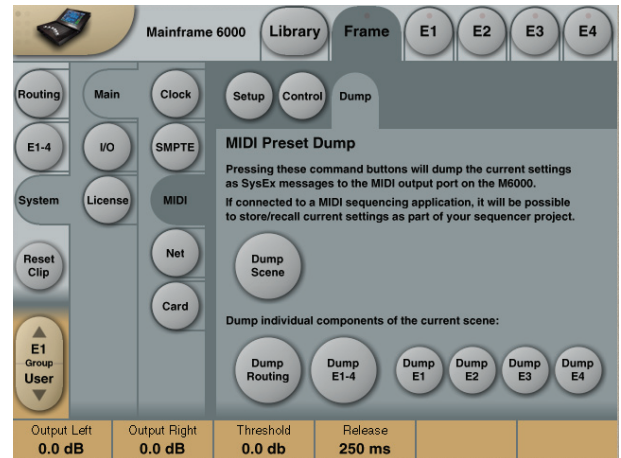 Mainframe 6000
Library
Frame
E1
E2
E3
E4
Routing
Main
Clock
Setup
Control
Dump
E1-4
I/O
SMPTE
MIDI Preset Dump
Pressing these command buttons will dump the current settings
as SysEx messages to the MIDI output port on the M6000.
If connected to a MIDI sequencing application, it will be possible
to store/recall current settings as part of your sequencer project.
System
License
MIDI
Reset
Clip
Net
Dump
Scene
Card
Dump individual components of the current scene:
E1
Group
User
Dump
Routing
Dump
E1-4
Dump
E1
Dump
E2
Dump
E3
Dump
E4
Output Left
0.0 dB
Output Right
0.0 dB
Threshold
0.0 db
Release
250 ms